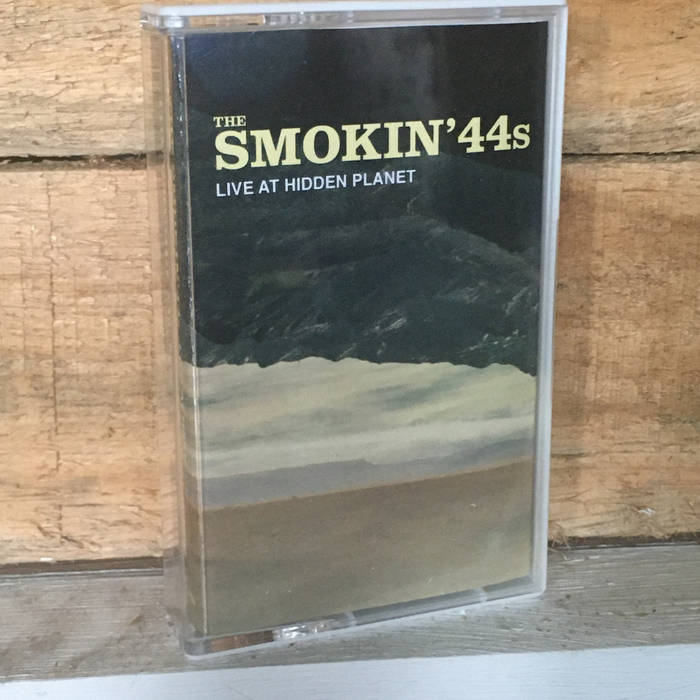 THE
SMOKIN’44s
LIVE AT HIDDEN PLANET